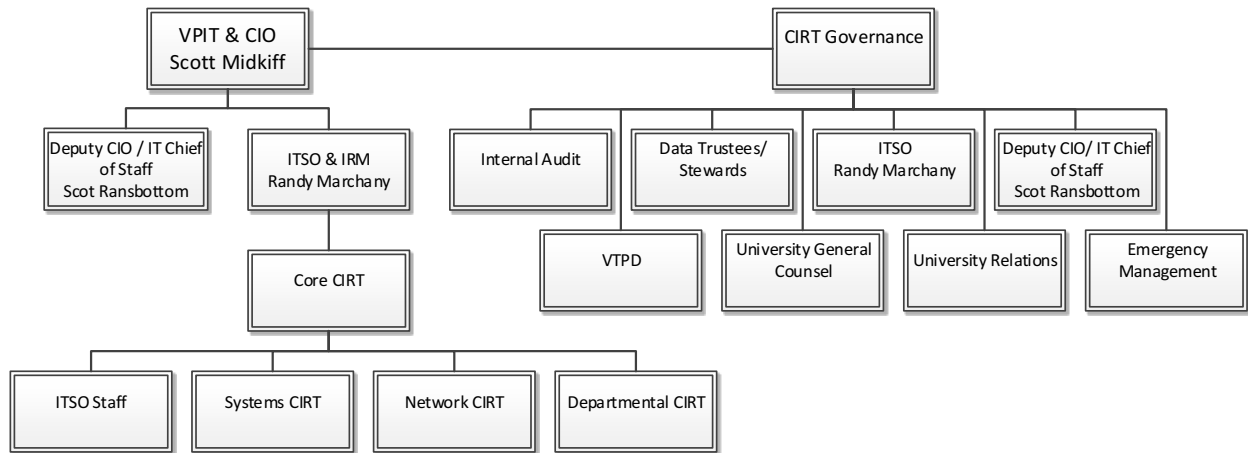 VPIT & CIO
Scott Midkiff
CIRT Governance
Deputy CIO / IT Chief
of Staff
Scot Ransbottom
ITSO & IRM
Randy Marchany
Internal Audit
Data Trustees/
Stewards
ITSO
Randy Marchany
Deputy CIO/ IT Chief
of Staff
Scot Ransbottom
Core CIRT
VTPD
University General
Counsel
University Relations
Emergency
Management
ITSO Staff
Systems CIRT
Network CIRT
Departmental CIRT